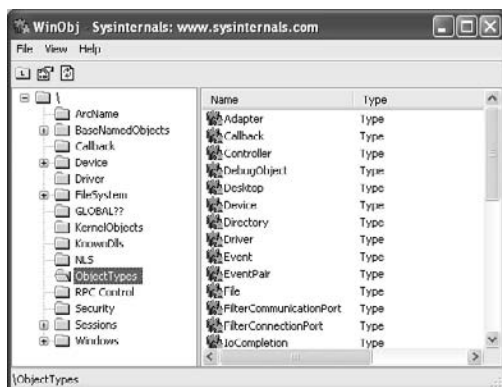 WinObj - Sysinternals: www.sysinternals.com
File View Help
\
ArcName
BaseNamedObjects
Callback
Device
Driver
FileSystem
GLOBAL??
KernelObjects
KnownDlls
NLS
ObjectTypes
RPC Control
Security
Sessions
Windows
Name Type
Adapter Type
Callback Type
Controller Type
DebugObject Type
Desktop Type
Device Type
Directory Type
Driver Type
Event Type
EventPair Type
File Type
FilterCommunicationPort Type
FilterConnectionPort Type
IoCompletion Type
\ObjectTypes